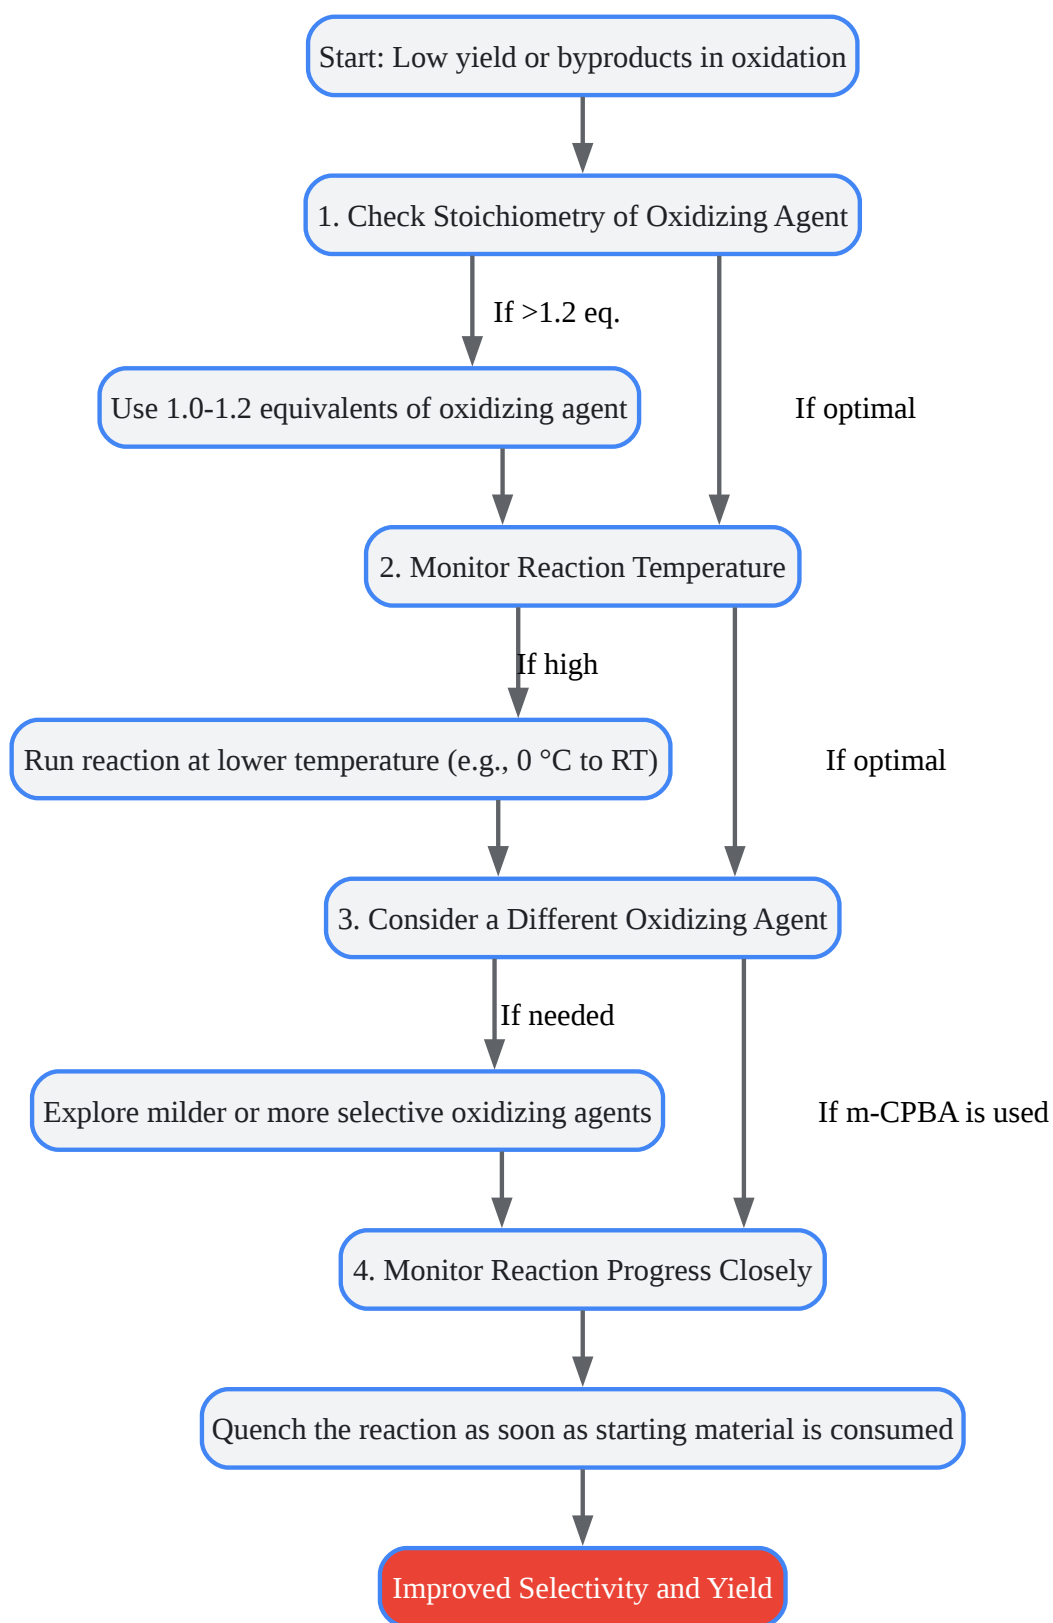 Start: Low yield or byproducts in oxidation
1. Check Stoichiometry of Oxidizing Agent
If >1.2 eq.
Use 1.0-1.2 equivalents of oxidizing agent
If optimal
2. Monitor Reaction Temperature
If high
Run reaction at lower temperature (e.g., 0 °C to RT)
If optimal
3. Consider a Different Oxidizing Agent
If needed
Explore milder or more selective oxidizing agents
If m-CPBA is used
4. Monitor Reaction Progress Closely
Quench the reaction as soon as starting material is consumed
Improved Selectivity and Yield